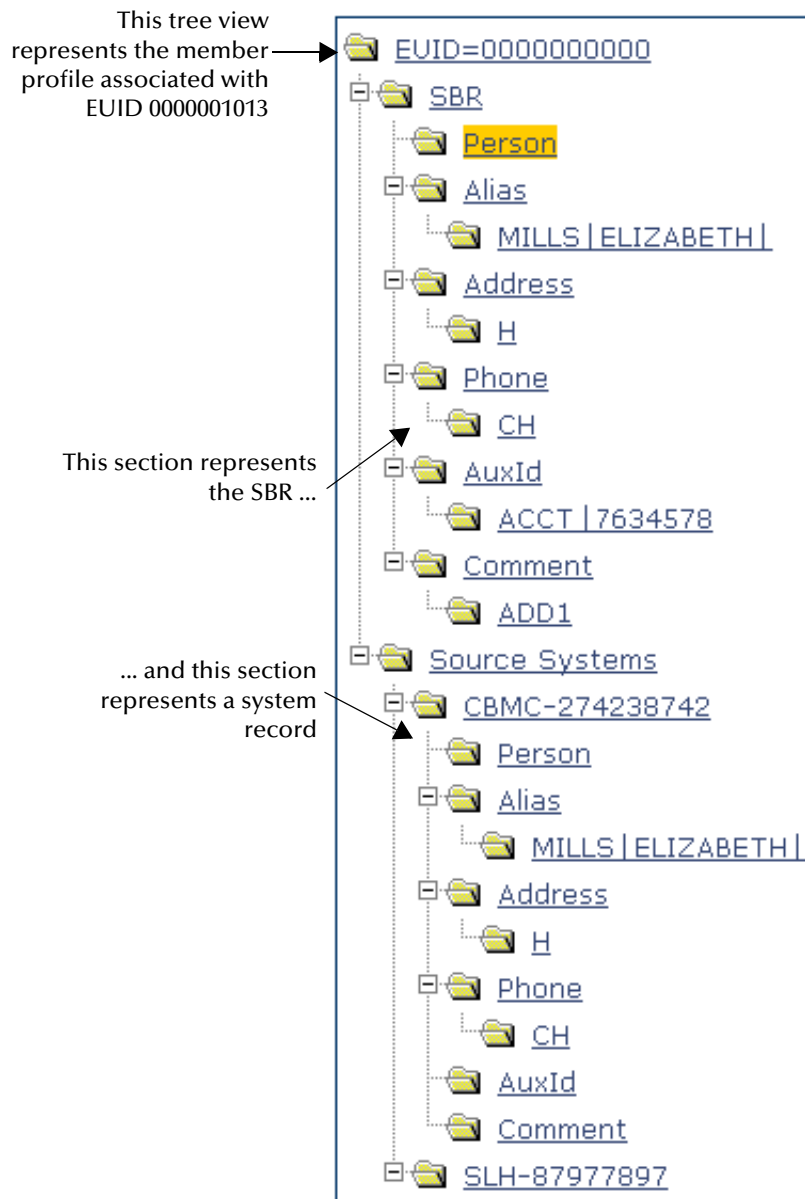 This tree view
represents the member
profile associated with
EUID 0000001013
EUID=0000000000
SBR
Person
Alias
MILLS|ELIZABETH|
Address
H
Phone
CH
This section represents
the SBR ...
AuxId
ACCT|7634578
Comment
ADD1
Source Systems
... and this section
represents a system
record
CBMC-274238742
Person
Alias
MILLS|ELIZABETH|
Address
H
Phone
CH
AuxId
Comment
SLH-87977897